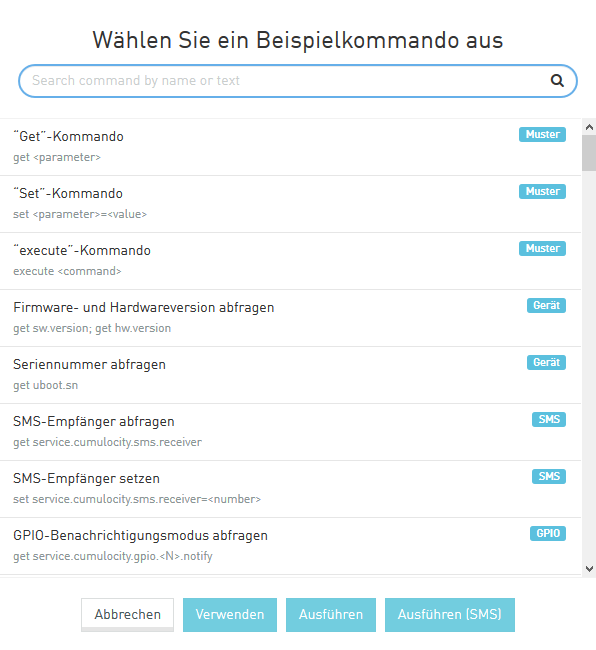 Wählen Sie ein Beispielkommando aus
Search command by name or text
“Get”-Kommando
Muster
get <parameter>
“Set”-Kommando
Muster
set <parameter>=<value>
“execute”-Kommando
Muster
execute <command>
Firmware- und Hardwareversion abfragen
Gerät
get sw.version; get hw.version
Seriennummer abfragen
Gerät
get uboot.sn
SMS-Empfänger abfragen
SMS
get service.cumulocity.sms.receiver
SMS-Empfänger setzen
SMS
set service.cumulocity.sms.receiver=<number>
GPIO-Benachrichtigungsmodus abfragen
GPIO
get service.cumulocity.gpio.<N>.notify
Abbrechen
Verwenden
Ausführen
Ausführen (SMS)